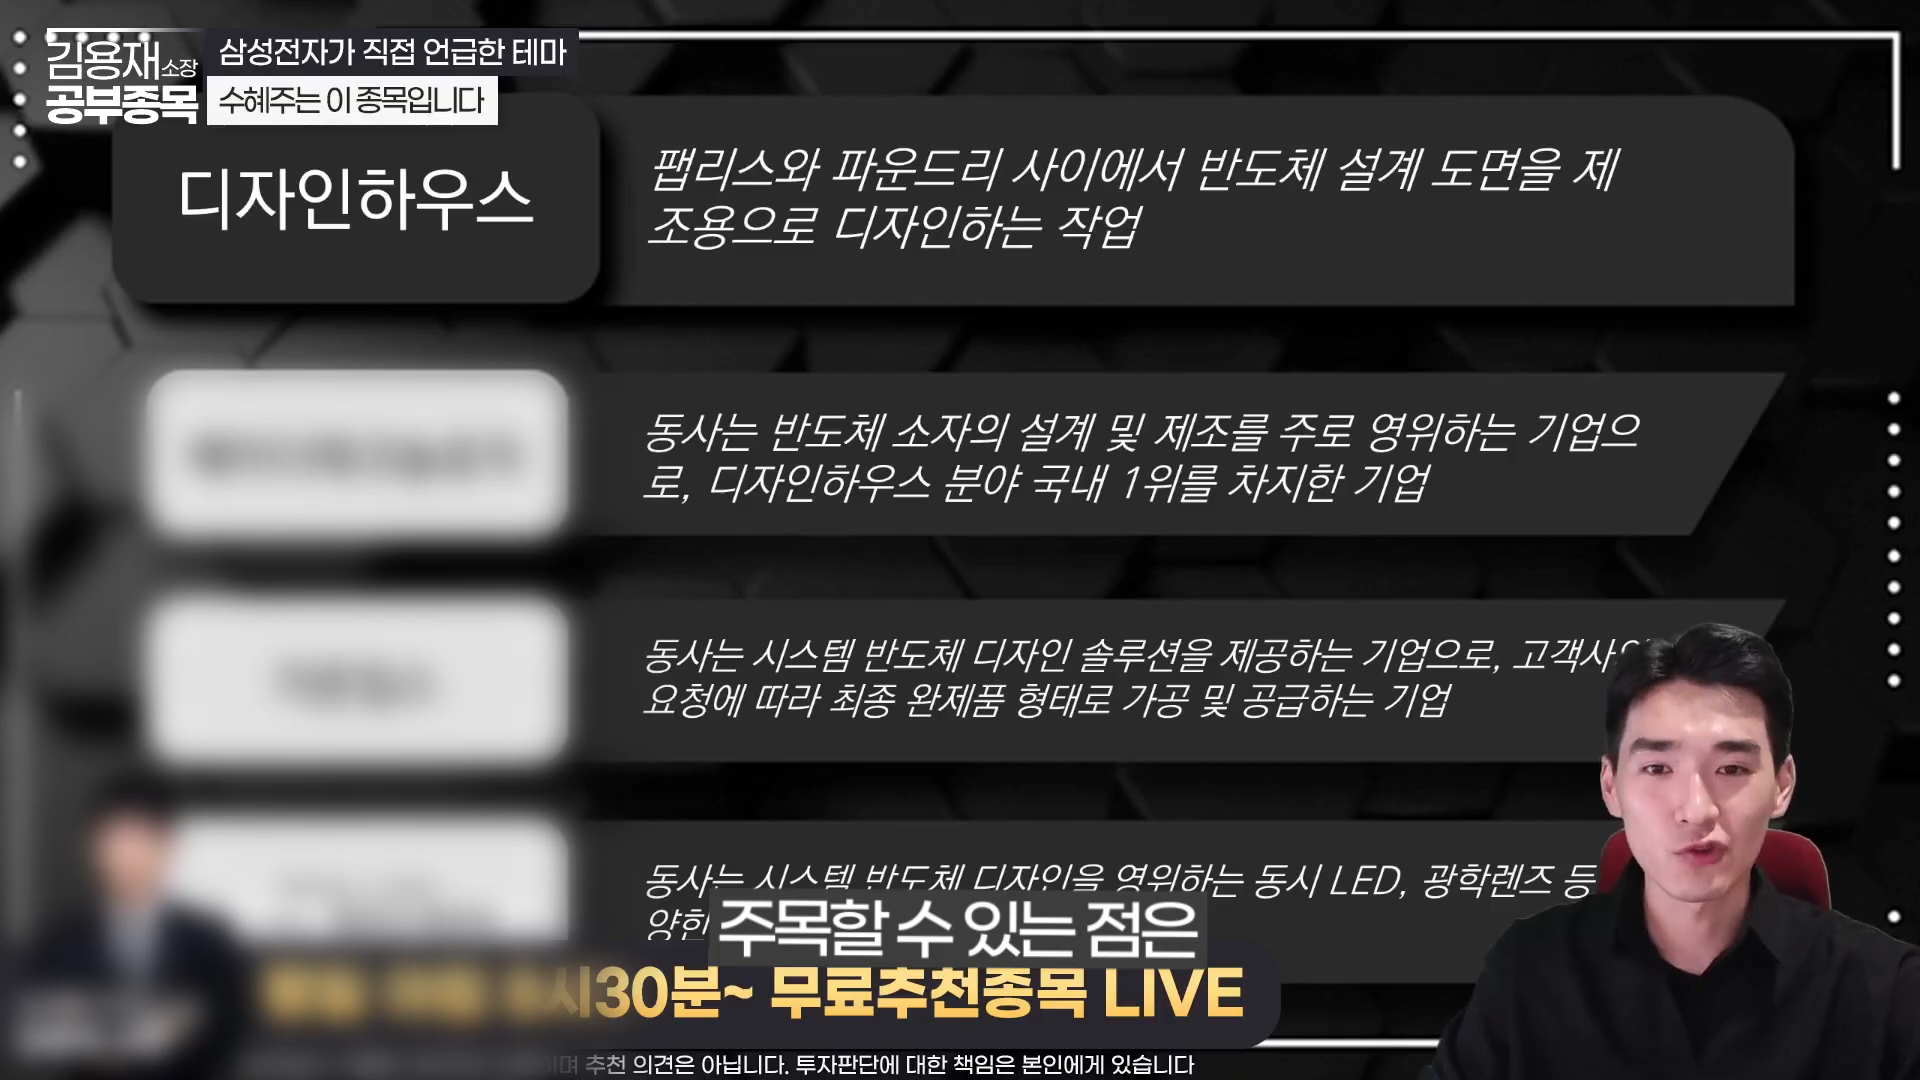 김용재 소장
공부종목
삼성전자가 직접 언급한 테마
수혜주는 이 종목입니다
디자인하우스
팹리스와 파운드리 사이에서 반도체 설계 도면을 제
조용으로 디자인하는 작업
동사는 반도체 소자의 설계 및 제조를 주로 영위하는 기업으
로, 디자인하우스 분야 국내 1위를 차지한 기업
동사는 시스템 반도체 디자인 솔루션을 제공하는 기업으로, 고객사의
요청에 따라 최종 완제품 형태로 가공 및 공급하는 기업
동사는 시스템 반도체 디자인을 영위하는 동시 LED, 광학렌즈 등
양한
주목할 수 있는 점은
시30분~ 무료추천종목 LIVE
이며 추천 의견은 아닙니다. 투자판단에 대한 책임은 본인에게 있습니다